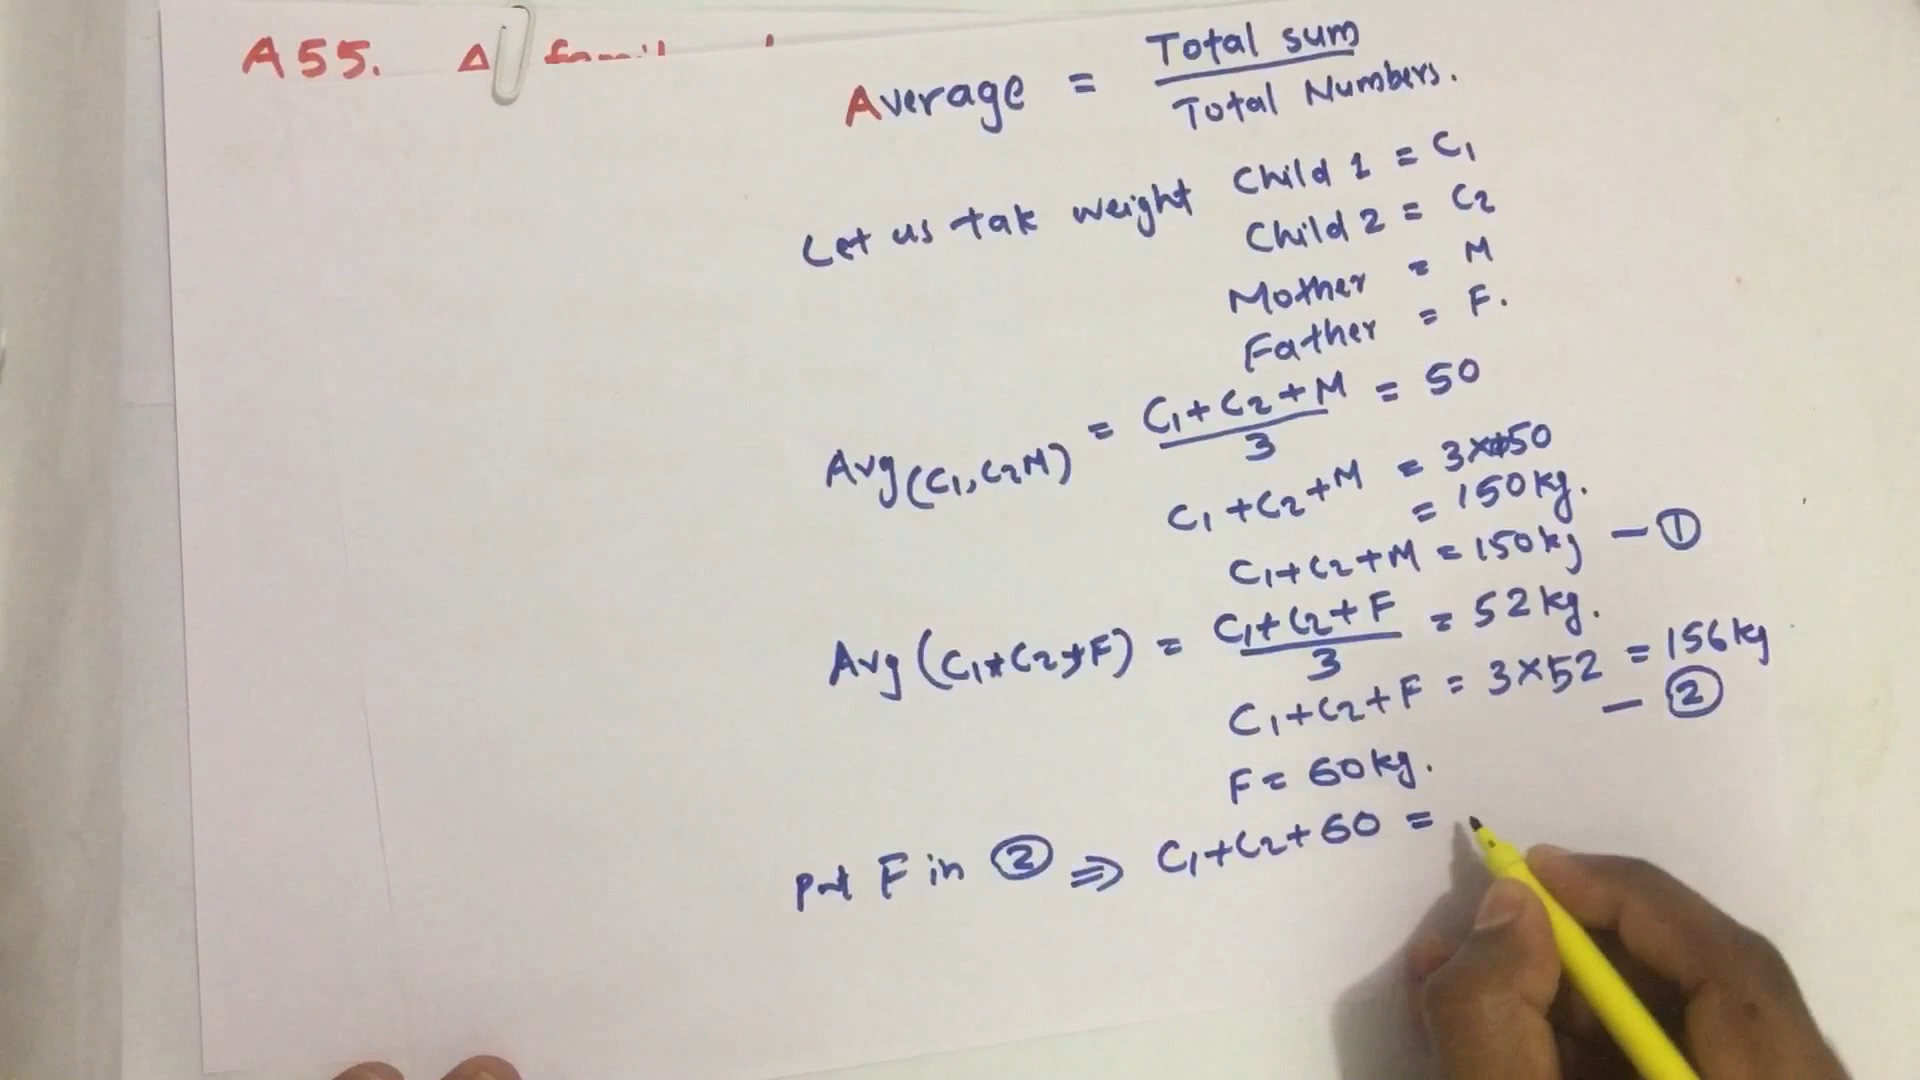 A55. A
Average = Total sum
Total Numbers.
Let us tak weight Child 1 = C1
Child 2 = C2
Mother = M
Father = F.
Avg(C1,C2M) = C1+C2+M / 3 = 50
C1+C2+M = 3×50
= 150kg.
C1+C2+M = 150kg — ①
Avg(C1+C2+F) = C1+C2+F / 3 = 52kg.
C1+C2+F = 3×52 = 156kg
— ②
F = 60kg.
Put F in ② ⇒ C1+C2+60 =